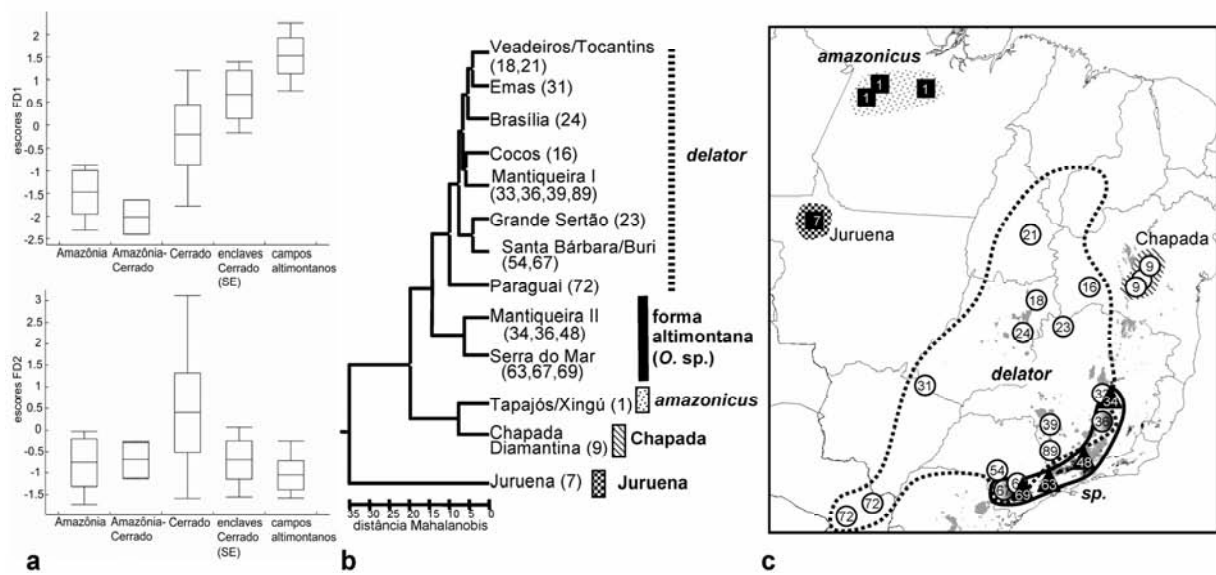 escores FD1
2
1.5
1
0.5
0
-0.5
-1
-1.5
-2
-2.5
Amazônia
Amazônia-
Cerrado
Cerrado
enclaves
Cerrado
(SE)
campos
altimontanos
escores FD2
3
2.5
2
1.5
1
0.5
0
-0.5
-1
-1.5
Amazônia
Amazônia-
Cerrado
Cerrado
enclaves
Cerrado
(SE)
campos
altimontanos
a
b
Veadeiros/Tocantins
(18,21)
Emas (31)
Brasília (24)
Cocos (16)
Mantiqueira I
(33,36,39,89)
Grande Sertão (23)
Santa Bárbara/Buri
(54,67)
Paraguai (72)
Mantiqueira II
(34,36,48)
Serra do Mar
(63,67,69)
Tapajós/Xingú (1)
Chapada
Diamantina (9)
Juruena (7)
delator
forma
altimontana
(O. sp.)
amazonicus
Chapada
Juruena
35 30 25 20 15 10 5 0
distância Mahalanobis
c
amazonicus
1
1
1
7
Juruena
Chapada
9
9
21
16
18
24
23
delator
31
34
36
39
89
48
54
69
63
sp.
72
72